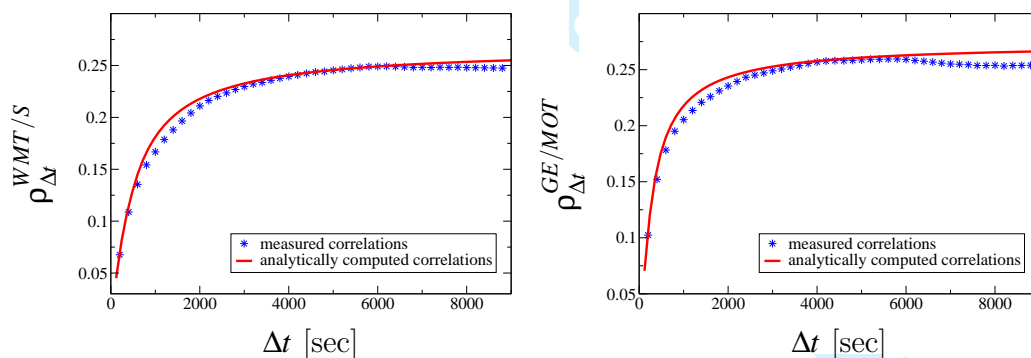 0.25
0.2
0.15
0.1
0.05
0 2000 4000 6000 8000
ρ_Δt^WMT/S
Δt [sec]
measured correlations
analytically computed correlations
0.25
0.2
0.15
0.1
0.05
0 2000 4000 6000 8000
ρ_Δt^GE/MOT
Δt [sec]
measured correlations
analytically computed correlations